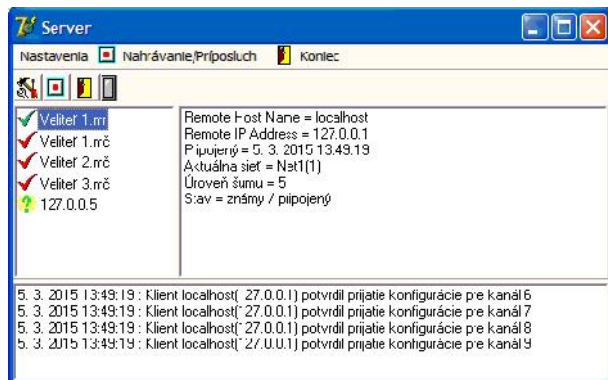 Server
Nastavenia Nahrávanie/Príposluch Koniec
Veliteľ 1.mr
Veliteľ 1.mč
Veliteľ 2.mč
Veliteľ 3.mč
127.0.0.5
Remote Host Name = localhost
Remote IP Address = 127.0.0.1
Pripojený = 5. 3. 2015 13:49:19
Aktuálna sieť = Net1(1)
Úroveň šumu = 5
Stav = známy / pripojený
5. 3. 2015 13:49:19 : Klient localhost(127.0.0.1) potvrdil prijatie konfigurácie pre kanál 6
5. 3. 2015 13:49:19 : Klient localhost(127.0.0.1) potvrdil prijatie konfigurácie pre kanál 7
5. 3. 2015 13:49:19 : Klient localhost(127.0.0.1) potvrdil prijatie konfigurácie pre kanál 8
5. 3. 2015 13:49:19 : Klient localhost(127.0.0.1) potvrdil prijatie konfigurácie pre kanál 9